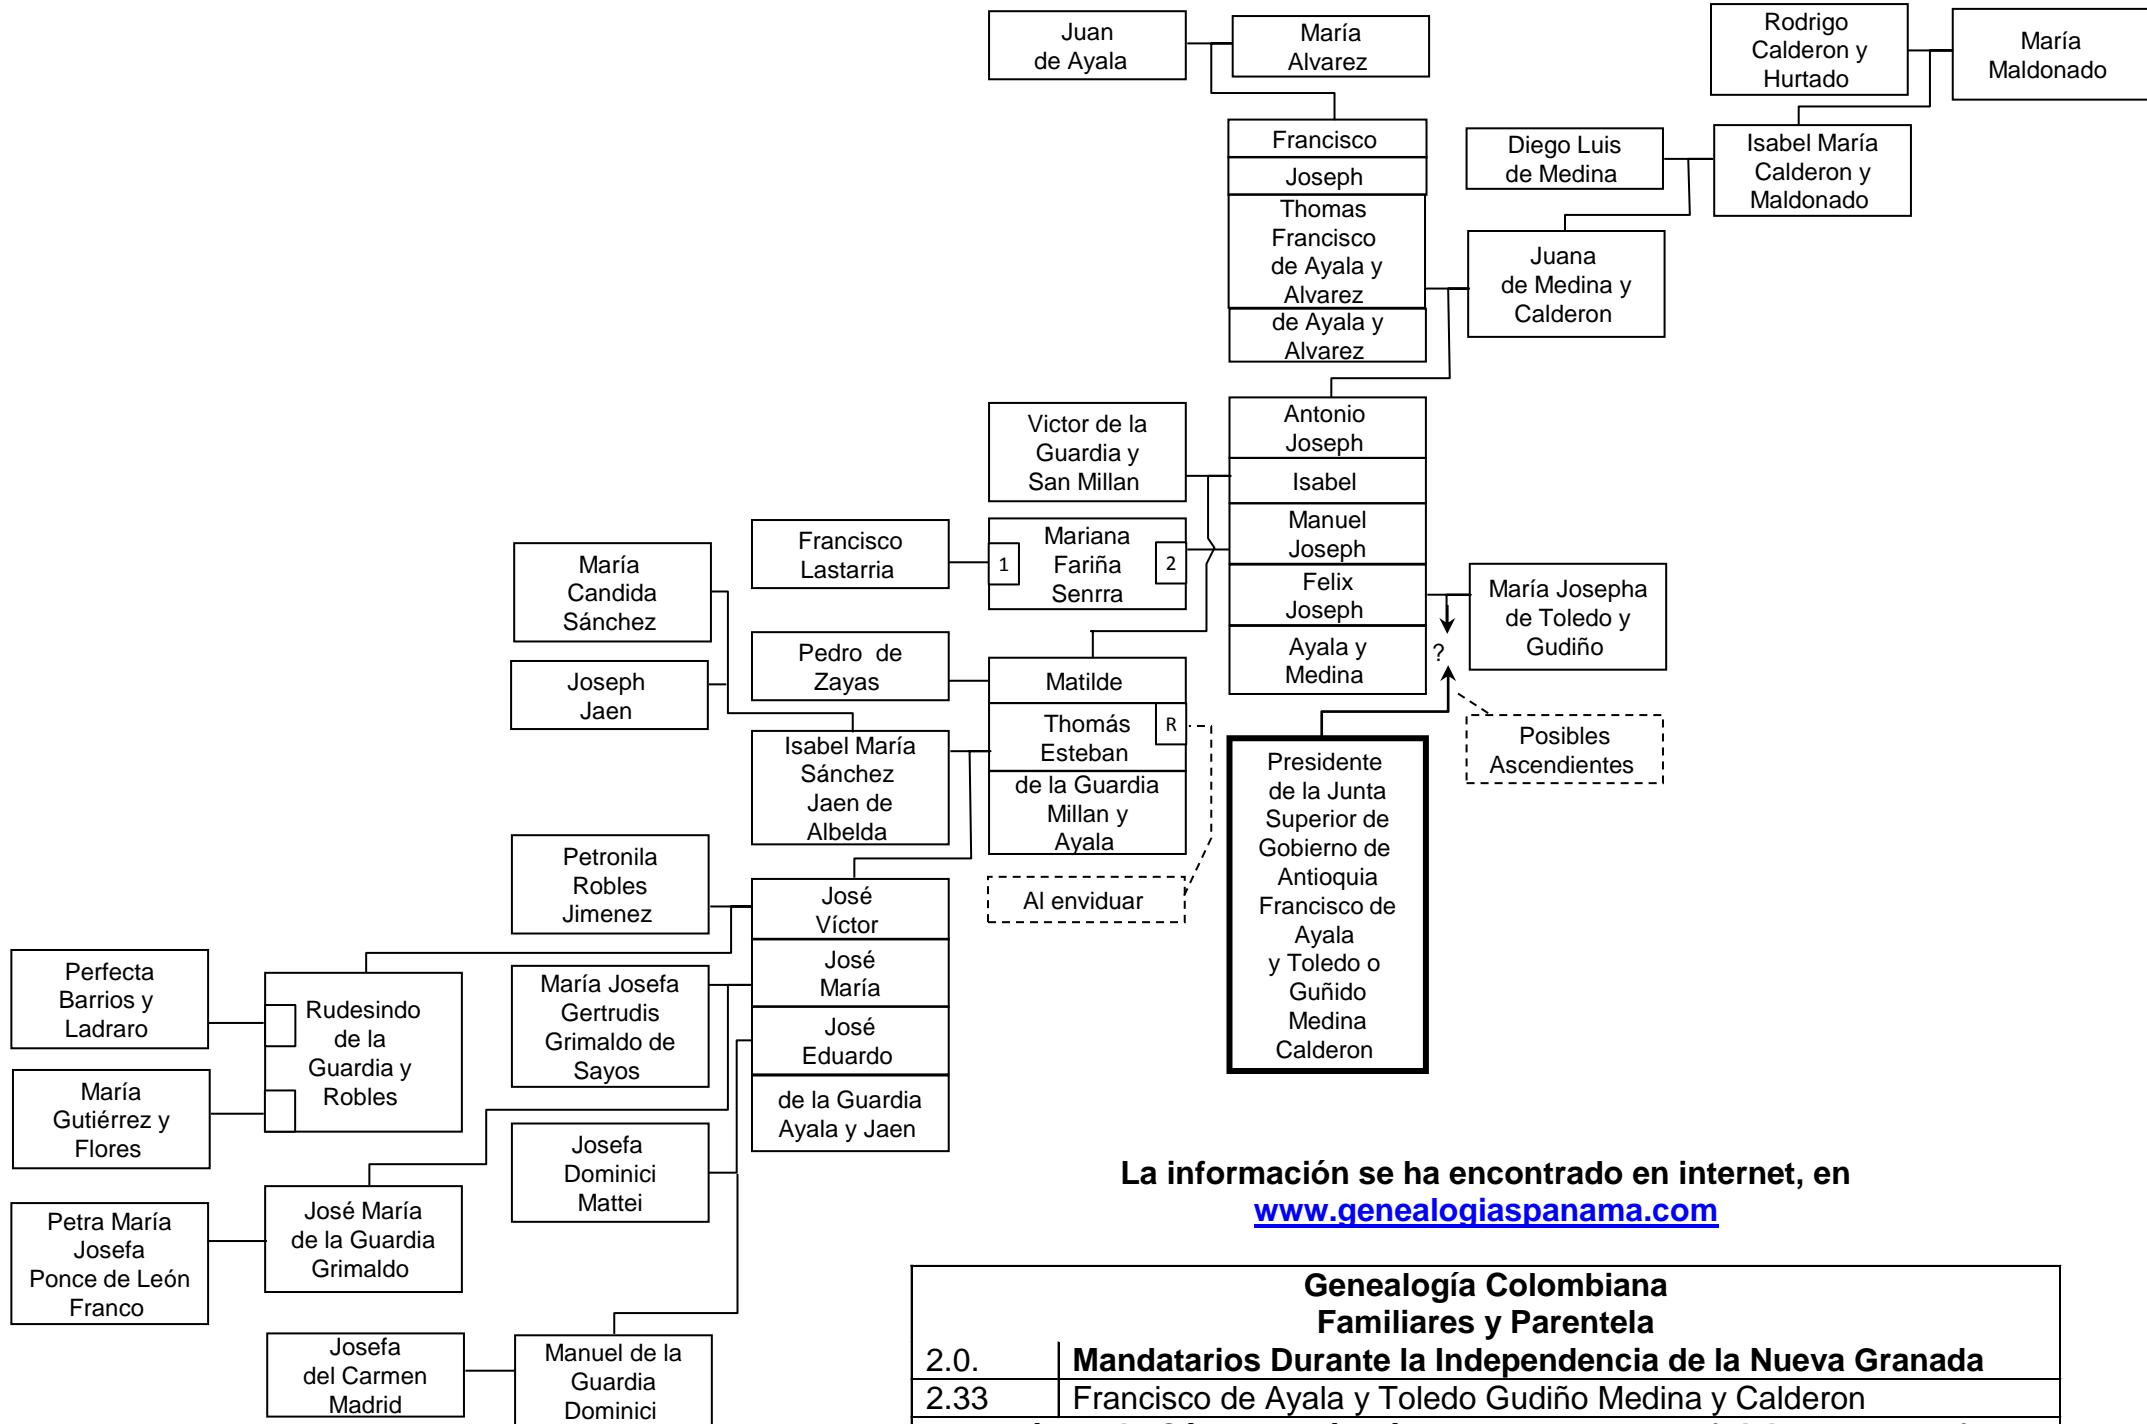 Juan
de Ayala
María
Alvarez
Rodrigo
Calderon y
Hurtado
María
Maldonado
Francisco
Joseph
Thomas
Francisco
de Ayala y
Alvarez
de Ayala y
Alvarez
Diego Luis
de Medina
Isabel María
Calderon y
Maldonado
Juana
de Medina y
Calderon
Victor de la
Guardia y
San Millan
Antonio
Joseph
Isabel
Manuel
Joseph
Felix
Joseph
Ayala y
Medina
Francisco
Lastarria
1
Mariana
Fariña
Senrra
2
María Josepha
de Toledo y
Gudiño
?
Posibles
Ascendientes
María
Candida
Sánchez
Joseph
Jaen
Pedro de
Zayas
Matilde
Thomás
Esteban
R
de la Guardia
Millan y
Ayala
Al enviduar
Isabel María
Sánchez
Jaen de
Albelda
Presidente
de la Junta
Superior de
Gobierno de
Antioquia
Francisco de
Ayala
y Toledo o
Guñido
Medina
Calderon
Petronila
Robles
Jimenez
José
Víctor
José
María
José
Eduardo
de la Guardia
Ayala y Jaen
Perfecta
Barrios y
Ladraro
Rudesindo
de la
Guardia y
Robles
María
Gutiérrez y
Flores
María Josefa
Gertrudis
Grimaldo de
Sayos
Josefa
Dominici
Mattei
Petra María
Josefa
Ponce de León
Franco
José María
de la Guardia
Grimaldo
Josefa
del Carmen
Madrid
Manuel de la
Guardia
Dominici
La información se ha encontrado en internet, en
www.genealogiaspanama.com
Genealogía Colombiana
Familiares y Parentela
2.0. Mandatarios Durante la Independencia de la Nueva Granada
2.33 Francisco de Ayala y Toledo Gudiño Medina y Calderon